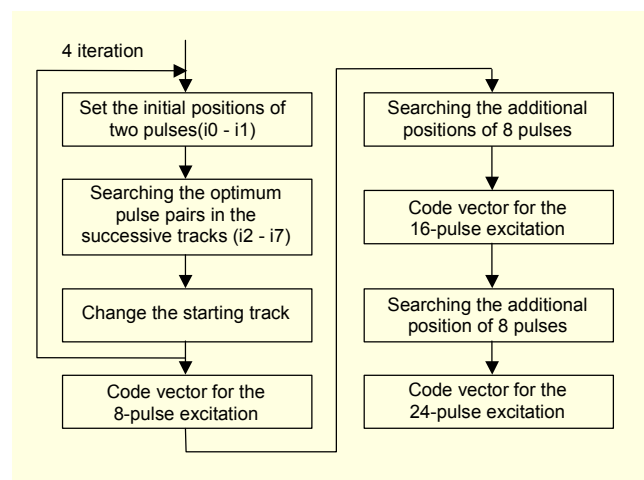 4 iteration
Set the initial positions of
two pulses(i0 - i1)
Searching the optimum
pulse pairs in the
successive tracks (i2 - i7)
Change the starting track
Code vector for the
8-pulse excitation
Searching the additional
positions of 8 pulses
Code vector for the
16-pulse excitation
Searching the additional
position of 8 pulses
Code vector for the
24-pulse excitation